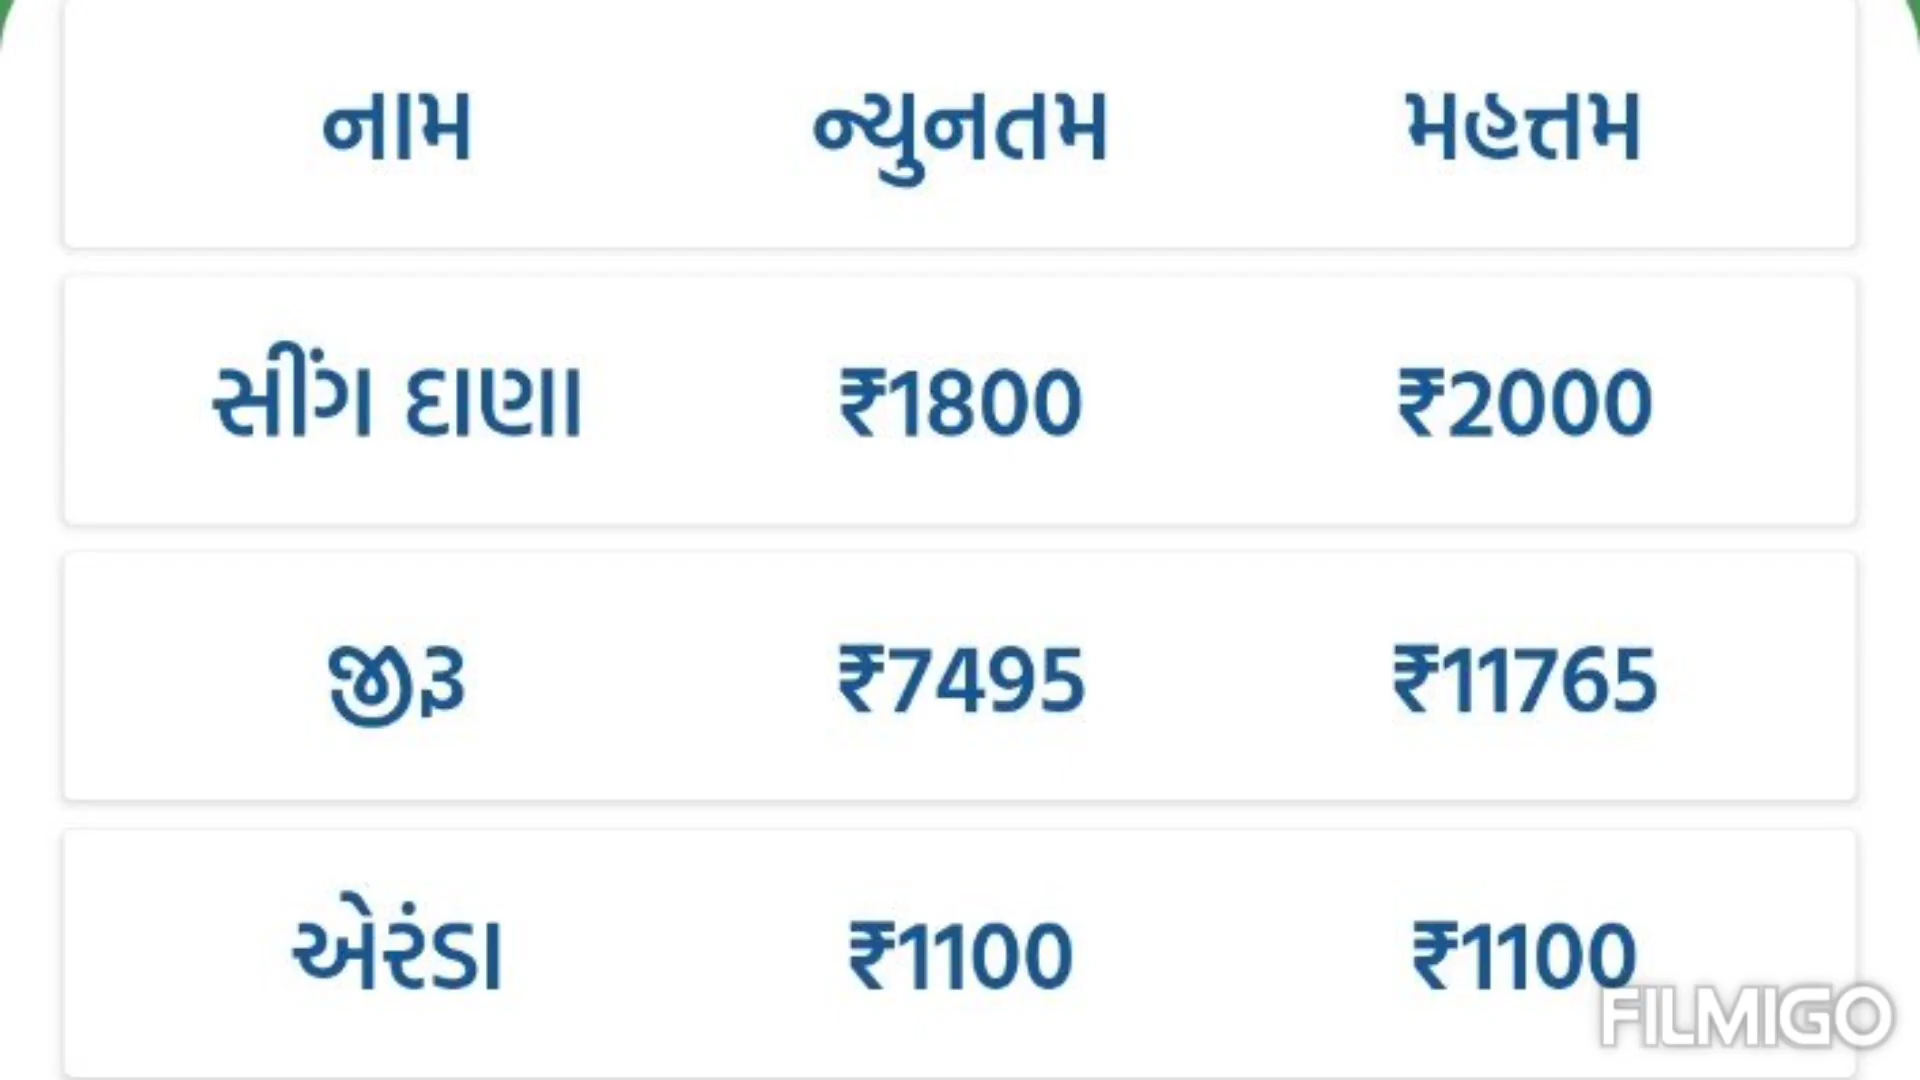 નામ ન્યુનતમ મહત્તમ
સીંગ દાણા ₹1800 ₹2000
જીરૂ ₹7495 ₹11765
એરંડા ₹1100 ₹1100
FILMIGO